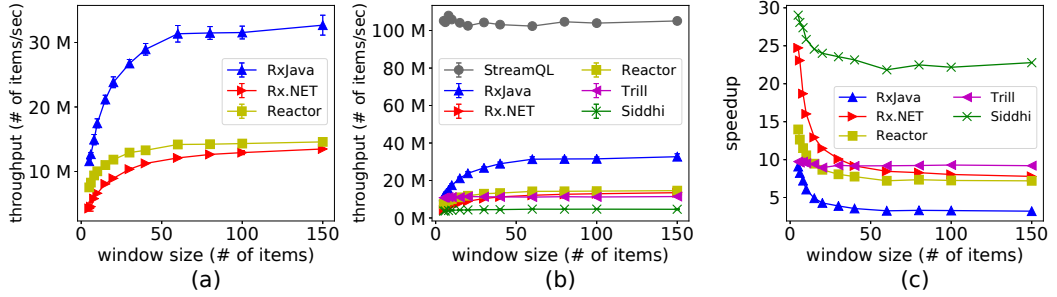 throughput (# of items/sec)
30 M
20 M
10 M
RxJava
Rx.NET
Reactor
0 50 100 150
window size (# of items)
(a)
throughput (# of items/sec)
100 M
80 M
60 M
40 M
20 M
0 M
StreamQL
RxJava
Rx.NET
Reactor
Trill
Siddhi
0 50 100 150
window size (# of items)
(b)
speedup
30
25
20
15
10
5
0
RxJava
Rx.NET
Reactor
Trill
Siddhi
0 50 100 150
window size (# of items)
(c)